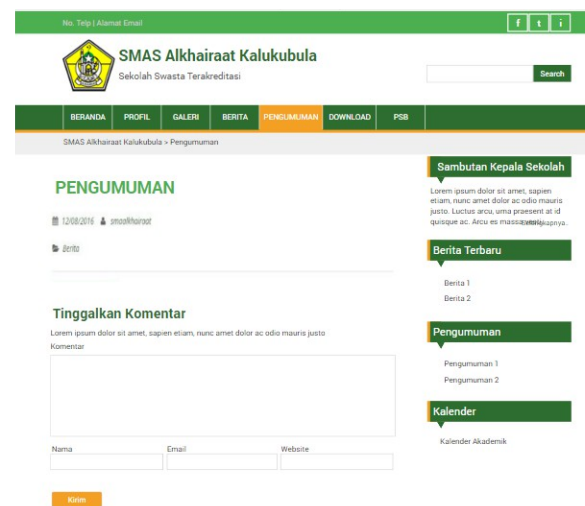 No. Telp | Alamat Email
f t i
SMAS Alkhairaat Kalukubula
Sekolah Swasta Terakreditasi
Search
BERANDA PROFIL GALERI BERITA PENGUMUMAN DOWNLOAD PSB
SMAS Alkhairaat Kalukubula > Pengumuman
PENGUMUMAN
12/08/2016 smaalkhairaat
Berita
Tinggalkan Komentar
Lorem ipsum dolor sit amet, sapien etiam, nunc amet dolor ac odio mauris justo
Komentar
Nama Email Website
Kirim
Sambutan Kepala Sekolah
Lorem ipsum dolor sit amet, sapien
etiam, nunc amet dolor ac odio mauris
justo. Luctus arcu, urna praesent at id
quisque ac. Arcu es massa
Berita Terbaru
Berita 1
Berita 2
Pengumuman
Pengumuman 1
Pengumuman 2
Kalender
Kalender Akademik